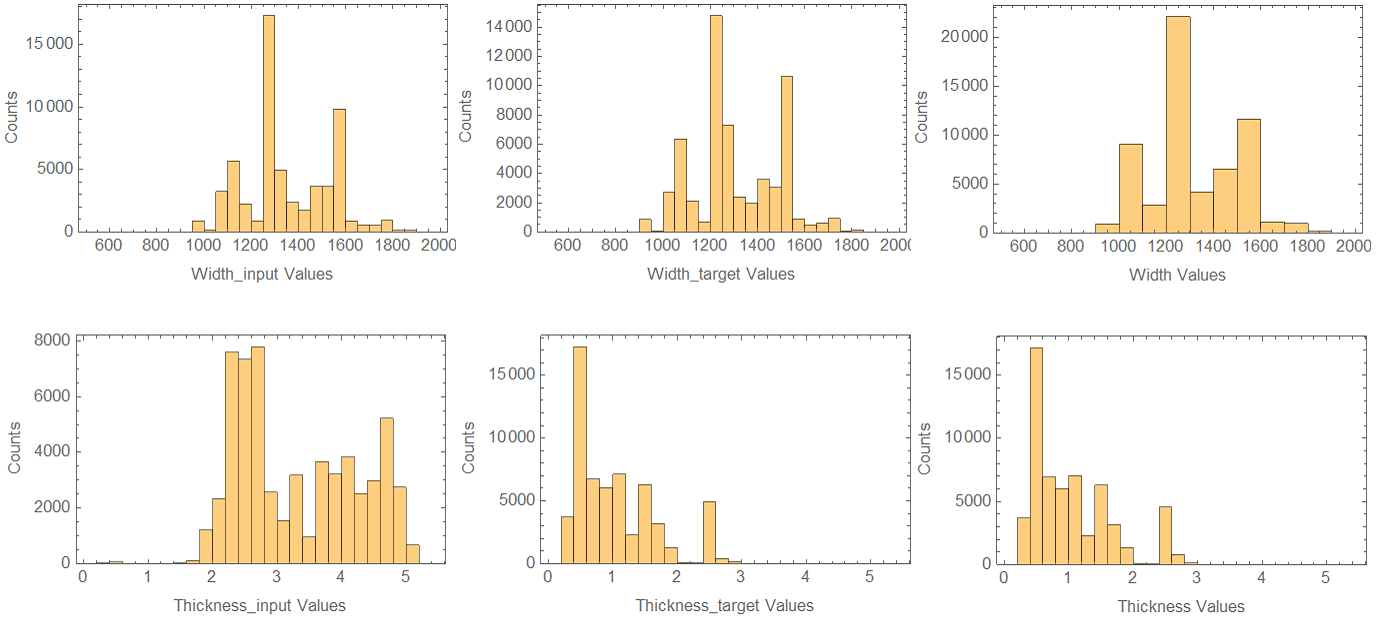 15000
10000
5000
0
Counts
600 800 1000 1200 1400 1600 1800 2000
Width_input Values
14000
12000
10000
8000
6000
4000
2000
0
Counts
600 800 1000 1200 1400 1600 1800 2000
Width_target Values
20000
15000
10000
5000
0
Counts
600 800 1000 1200 1400 1600 1800 2000
Width Values
8000
6000
4000
2000
0
Counts
0 1 2 3 4 5
Thickness_input Values
15000
10000
5000
0
Counts
0 1 2 3 4 5
Thickness_target Values
15000
10000
5000
0
Counts
0 1 2 3 4 5
Thickness Values